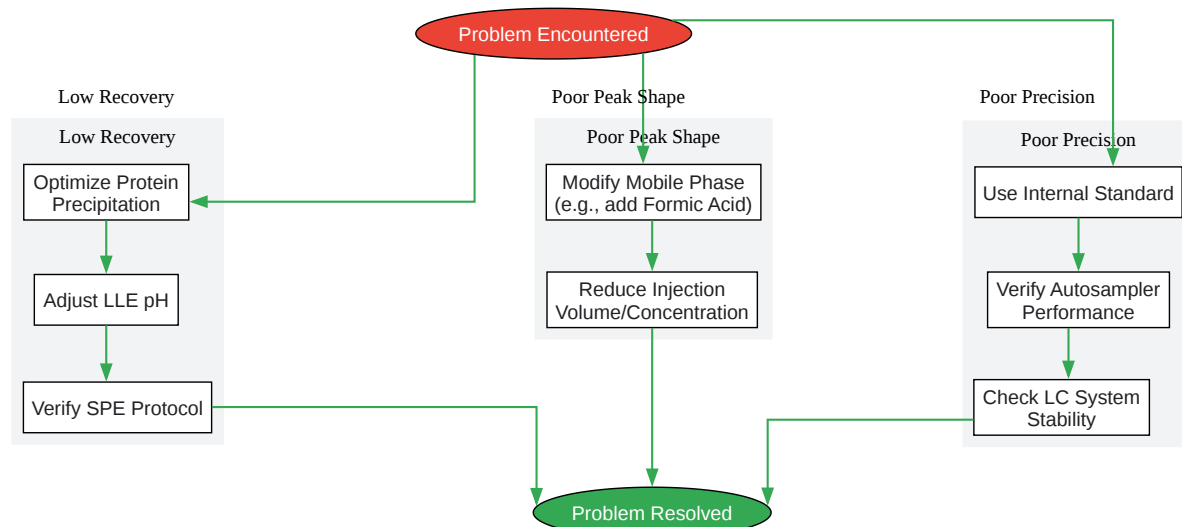 Problem Encountered
Low Recovery
Poor Peak Shape
Poor Precision
Low Recovery
Optimize Protein
Precipitation
Adjust LLE pH
Verify SPE Protocol
Poor Peak Shape
Modify Mobile Phase
(e.g., add Formic Acid)
Reduce Injection
Volume/Concentration
Poor Precision
Use Internal Standard
Verify Autosampler
Performance
Check LC System
Stability
Problem Resolved